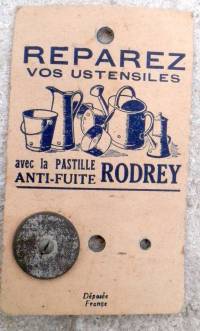 REPAREZ
VOS USTENSILES
avec la PASTILLE
ANTI-FUITE RODREY
Déposée
France